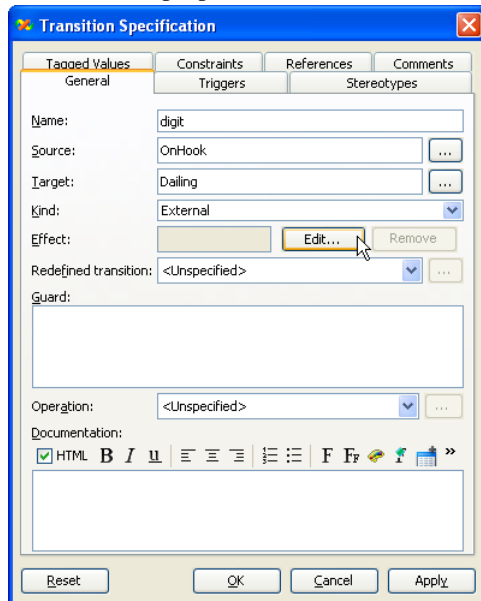 Transition Specification
Tagged Values Constraints References Comments
General Triggers Stereotypes
Name: digit
Source: OnHook ...
Target: Dailing ...
Kind: External
Effect: Edit... Remove
Redefined transition: <Unspecified> ...
Guard:
Operation: <Unspecified> ...
Documentation:
HTML B I u F FF »
Reset OK Cancel Apply